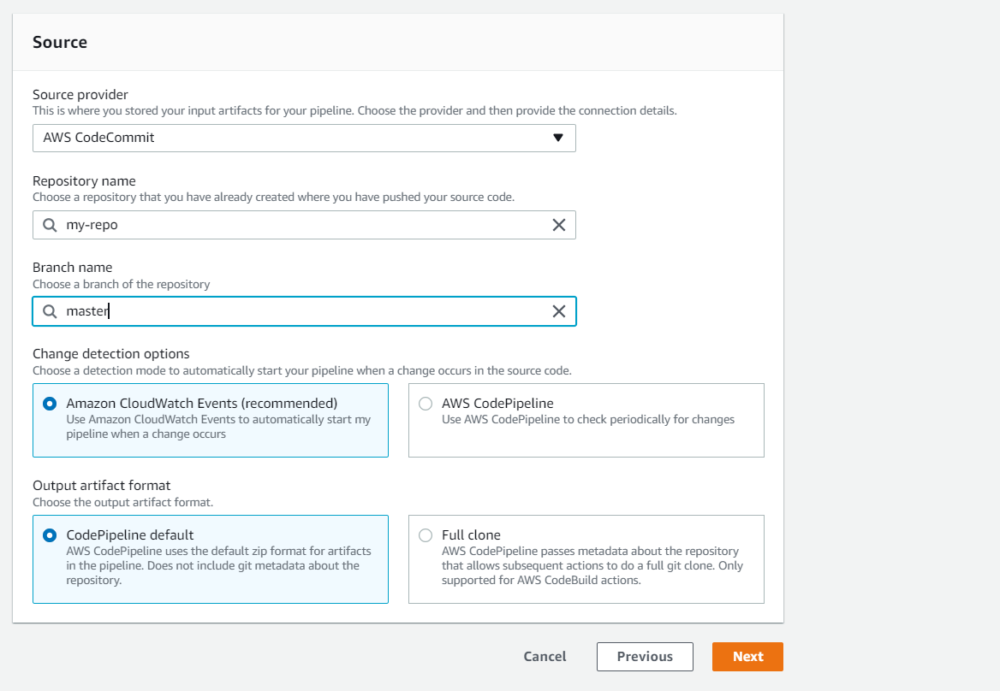 Source
Source provider
This is where you stored your input artifacts for your pipeline. Choose the provider and then provide the connection details.
AWS CodeCommit
Repository name
Choose a repository that you have already created where you have pushed your source code.
my-repo
Branch name
Choose a branch of the repository
master
Change detection options
Choose a detection mode to automatically start your pipeline when a change occurs in the source code.
Amazon CloudWatch Events (recommended)
Use Amazon CloudWatch Events to automatically start my
pipeline when a change occurs
AWS CodePipeline
Use AWS CodePipeline to check periodically for changes
Output artifact format
Choose the output artifact format.
CodePipeline default
AWS CodePipeline uses the default zip format for artifacts
in the pipeline. Does not include git metadata about the
repository.
Full clone
AWS CodePipeline passes metadata about the repository
that allows subsequent actions to do a full git clone. Only
supported for AWS CodeBuild actions.
Cancel
Previous
Next